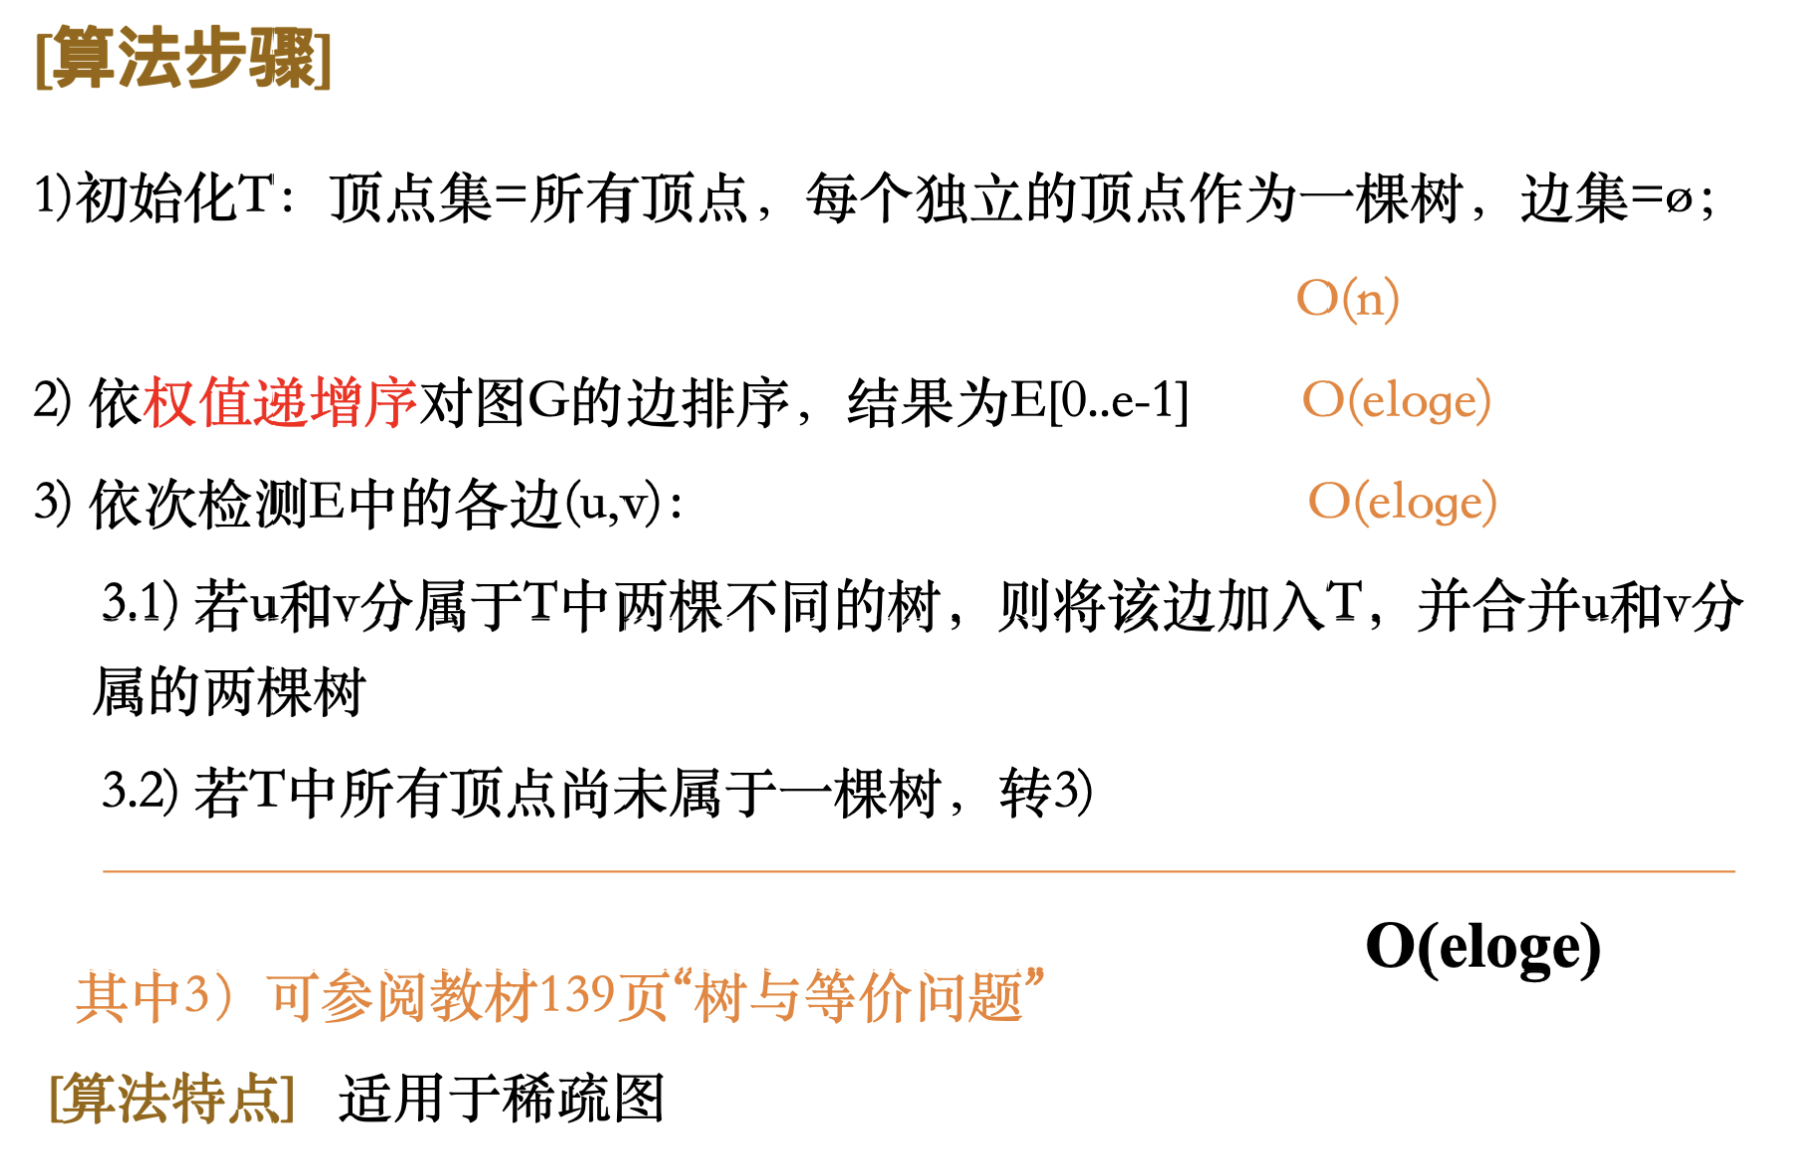 [算法步骤]
1)初始化T：顶点集=所有顶点，每个独立的顶点作为一棵树，边集=ø；
O(n)
2) 依权值递增序对图G的边排序，结果为E[0..e-1] O(eloge)
3) 依次检测E中的各边(u,v)： O(eloge)
3.1) 若u和v分属于T中两棵不同的树，则将该边加入T，并合并u和v分
属的两棵树
3.2) 若T中所有顶点尚未属于一棵树，转3)
O(eloge)
其中3）可参阅教材139页“树与等价问题”
[算法特点] 适用于稀疏图